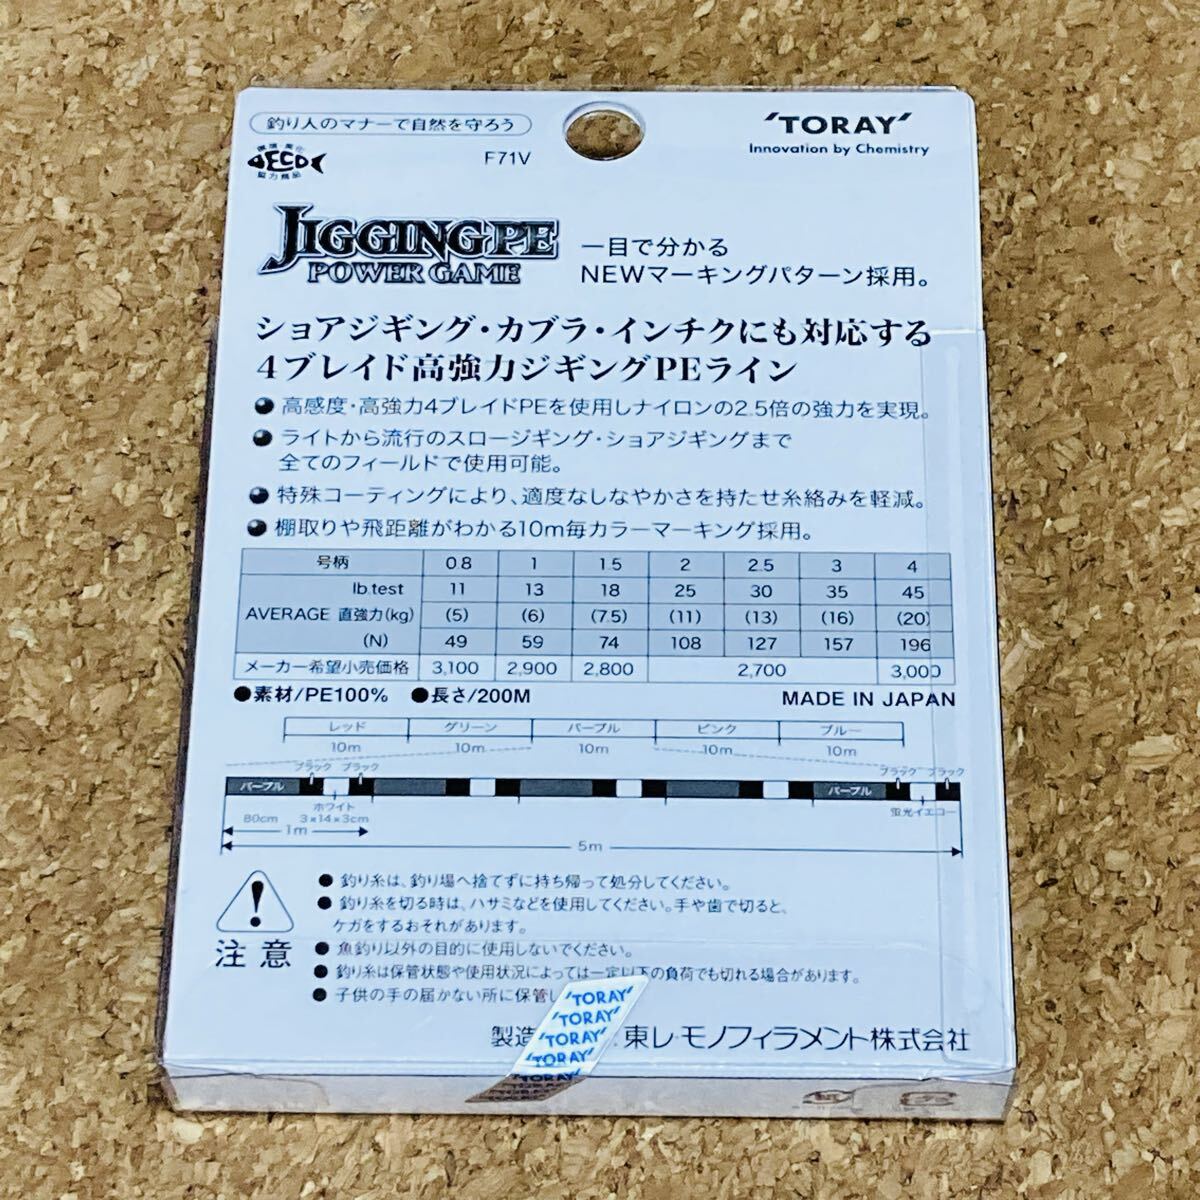 釣り人のマナーで自然を守ろう
環境・美化
ECO
協力商品
F71V
'TORAY'
Innovation by Chemistry
JIGGING PE
POWER GAME
一目で分かる
NEWマーキングパターン採用。
ショアジギング・カブラ・インチクにも対応する
4ブレイド高強力ジギングPEライン
● 高感度・高強力4ブレイドPEを使用しナイロンの2.5倍の強力を実現。
● ライトから流行のスロージギング・ショアジギングまで
全てのフィールドで使用可能。
● 特殊コーティングにより、適度なしなやかさを持たせ糸絡みを軽減。
● 棚取りや飛距離がわかる10m毎カラーマーキング採用。
号柄 0.8 1 1.5 2 2.5 3 4
lb.test 11 13 18 25 30 35 45
AVERAGE 直強力(kg) (5) (6) (7.5) (11) (13) (16) (20)
(N) 49 59 74 108 127 157 196
メーカー希望小売価格 3,100 2,900 2,800 2,700 3,000
●素材/PE100% ●長さ/200M MADE IN JAPAN
レッド グリーン パープル ピンク ブルー
10m 10m 10m 10m 10m
ブラック ブラック ブラック ブラック
パープル パープル
ホワイト 蛍光イエロー
80cm 3×14×3cm
1m
5m
注意
● 釣り糸は、釣り場へ捨てずに持ち帰って処分してください。
● 釣り糸を切る時は、ハサミなどを使用してください。手や歯で切ると、
ケガをするおそれがあります。
● 魚釣り以外の目的に使用しないでください。
● 釣り糸は保管状態や使用状況によっては一定以下の負荷でも切れる場合があります。
● 子供の手の届かない所に保管し
製造 東レ・モノフィラメント株式会社
'TORAY'
'TORAY'
'TORAY'
'TORAY'
'TORAY'